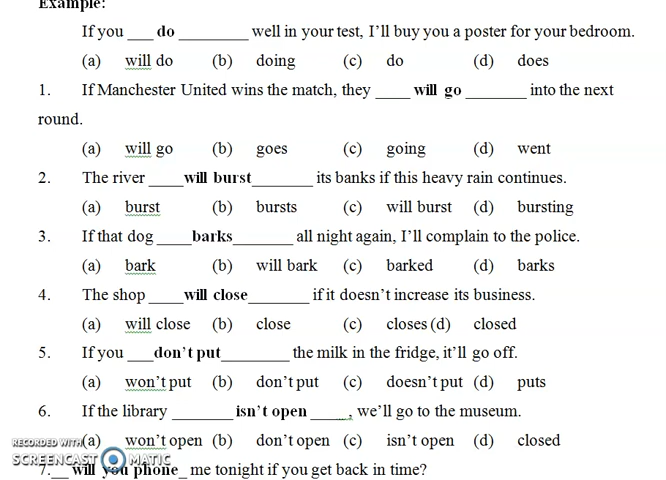 Example:
If you ___ do _________ well in your test, I’ll buy you a poster for your bedroom.
(a) will do (b) doing (c) do (d) does
1. If Manchester United wins the match, they ____ will go _______ into the next
round.
(a) will go (b) goes (c) going (d) went
2. The river ____will burst_______ its banks if this heavy rain continues.
(a) burst (b) bursts (c) will burst (d) bursting
3. If that dog ____barks_______ all night again, I’ll complain to the police.
(a) bark (b) will bark (c) barked (d) barks
4. The shop ____will close_______ if it doesn’t increase its business.
(a) will close (b) close (c) closes (d) closed
5. If you ___don’t put________ the milk in the fridge, it’ll go off.
(a) won’t put (b) don’t put (c) doesn’t put (d) puts
6. If the library _______ isn’t open ____, we’ll go to the museum.
(a) won’t open (b) don’t open (c) isn’t open (d) closed
RECORDED WITH
SCREENCAST MATIC
7.__ will you phone_ me tonight if you get back in time?